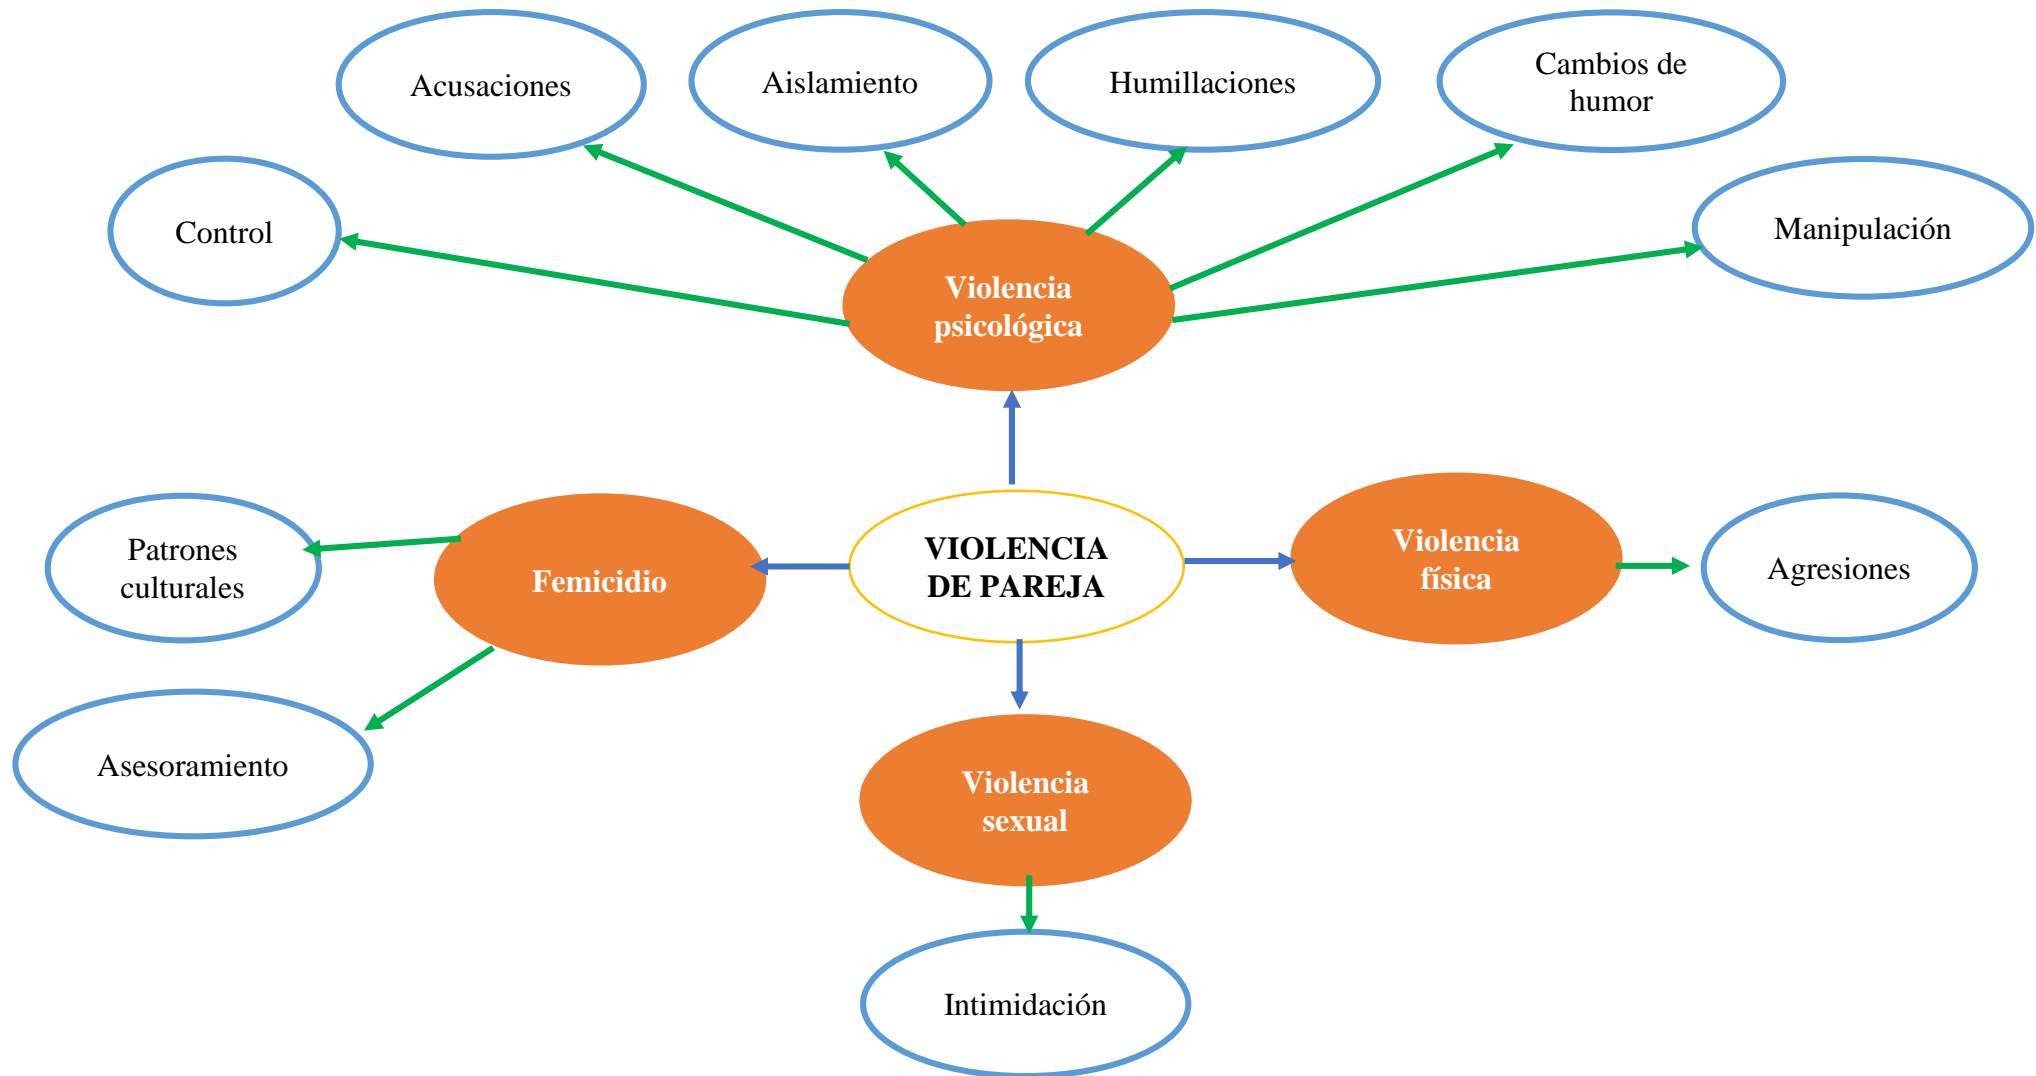 Acusaciones
Aislamiento
Humillaciones
Cambios de
humor
Control
Manipulación
Violencia
psicológica
Patrones
culturales
Femicidio
VIOLENCIA
DE PAREJA
Violencia
física
Agresiones
Asesoramiento
Violencia
sexual
Intimidación